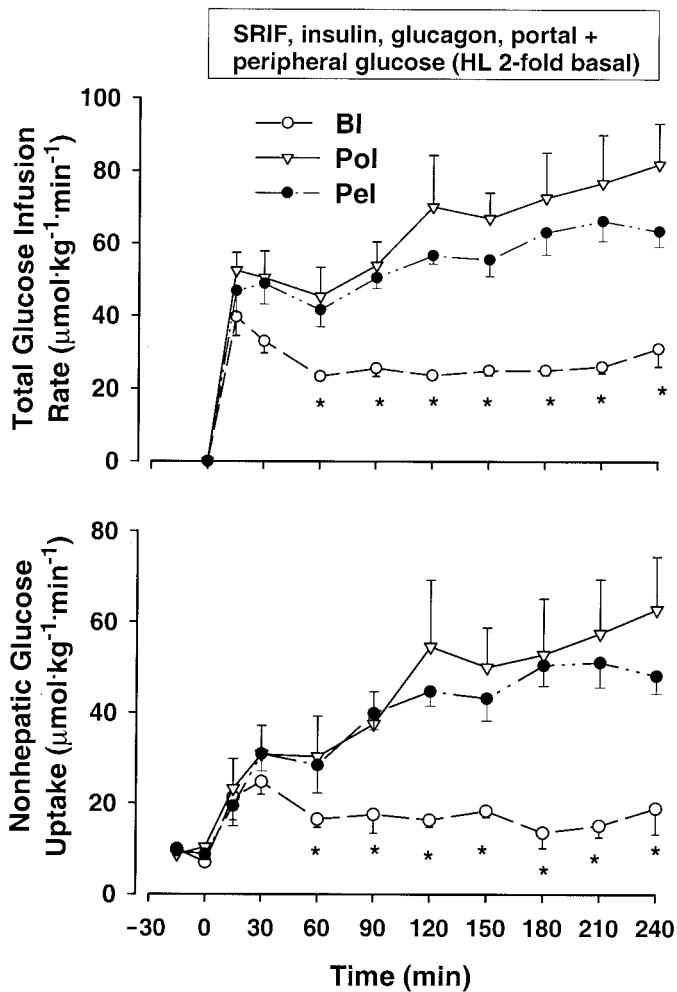 SRIF, insulin, glucagon, portal +
peripheral glucose (HL 2-fold basal)
100
80
60
40
20
0
Total Glucose Infusion
Rate (μmol·kg⁻¹·min⁻¹)
BI
PoI
PeI
* * * * * * *
80
60
40
20
0
Nonhepatic Glucose
Uptake (μmol·kg⁻¹·min⁻¹)
* * * * * * *
−30 0 30 60 90 120 150 180 210 240
Time (min)